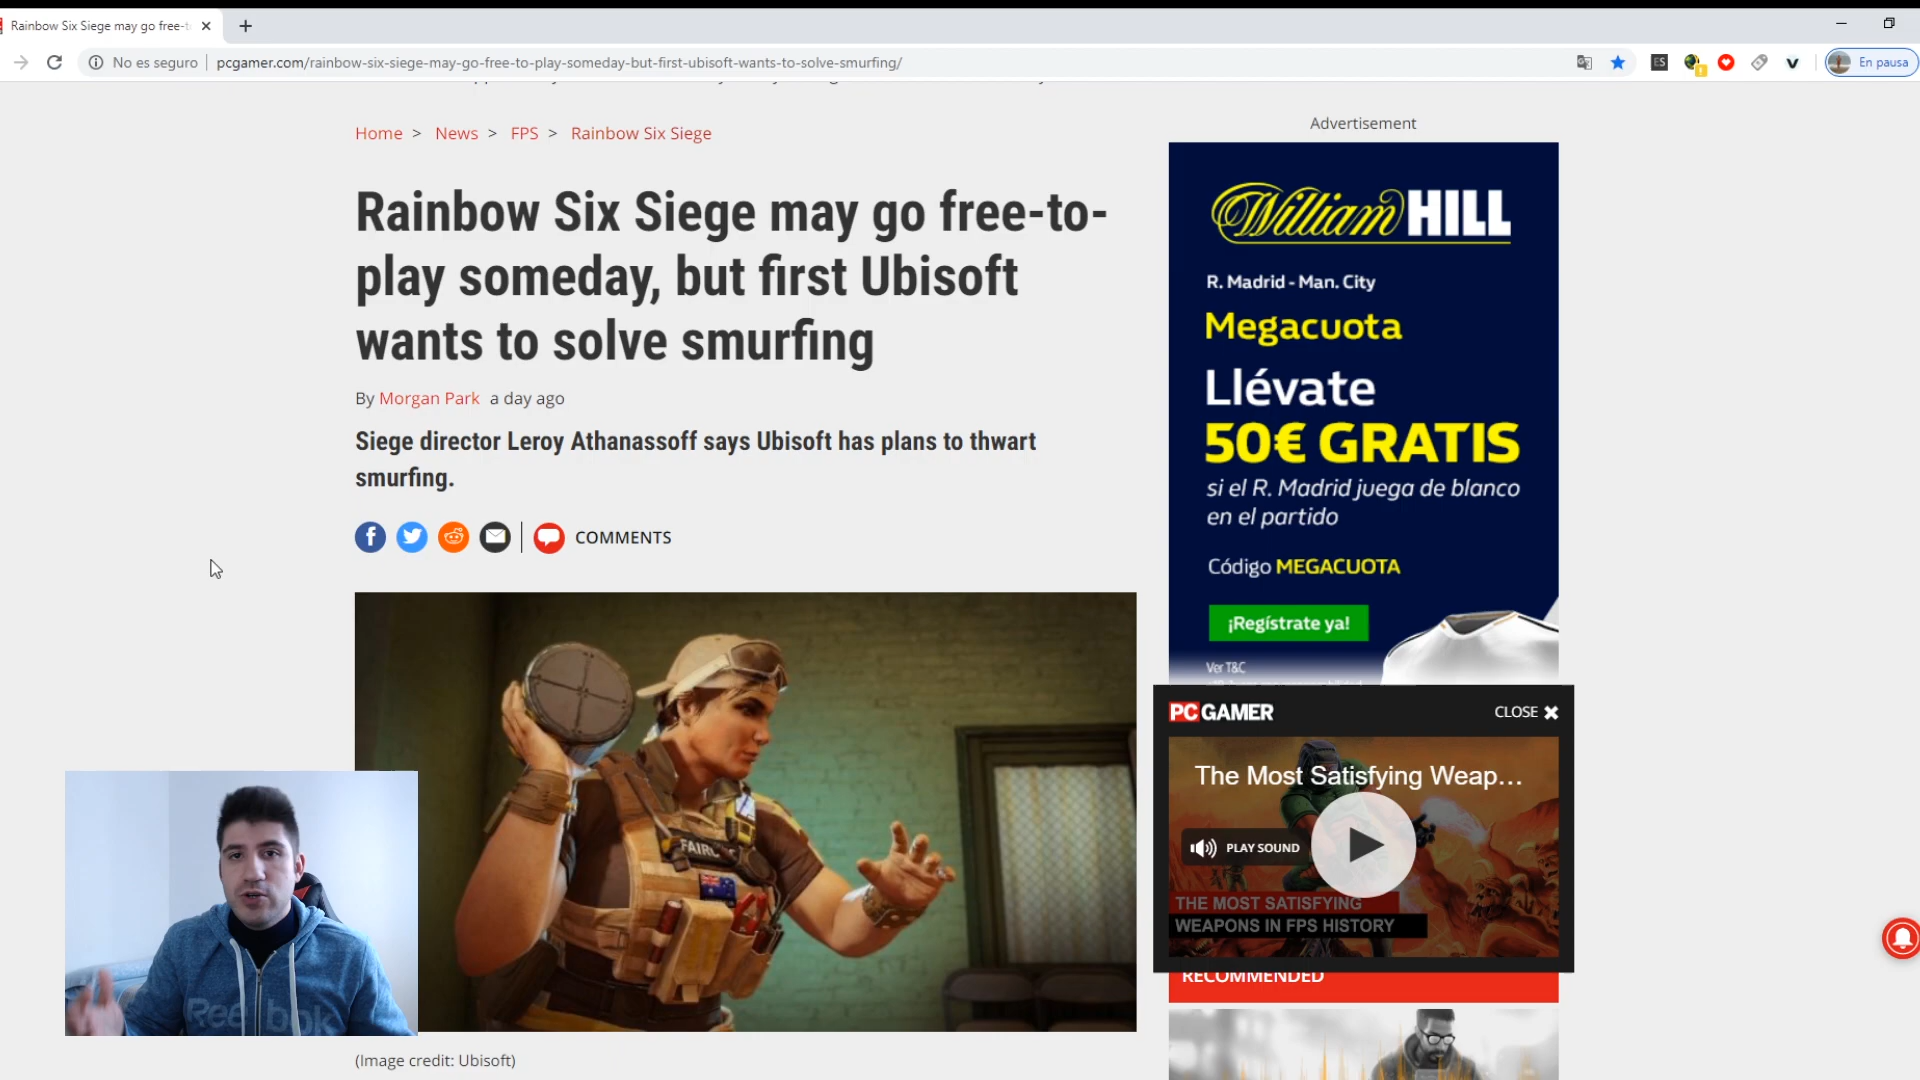 Rainbow Six Siege may go free-t
No es seguro
pcgamer.com/rainbow-six-siege-may-go-free-to-play-someday-but-first-ubisoft-wants-to-solve-smurfing/
ES
En pausa
Home > News > FPS > Rainbow Six Siege
Rainbow Six Siege may go free-to-
play someday, but first Ubisoft
wants to solve smurfing
By Morgan Park a day ago
Siege director Leroy Athanassoff says Ubisoft has plans to thwart
smurfing.
COMMENTS
FAIR
Reebok
(Image credit: Ubisoft)
Advertisement
William HILL
R. Madrid - Man. City
Megacuota
Llévate
50€ GRATIS
si el R. Madrid juega de blanco
en el partido
Código MEGACUOTA
¡Regístrate ya!
Ver T&C
PC GAMER
CLOSE
The Most Satisfying Weap...
PLAY SOUND
THE MOST SATISFYING
WEAPONS IN FPS HISTORY
RECOMMENDED